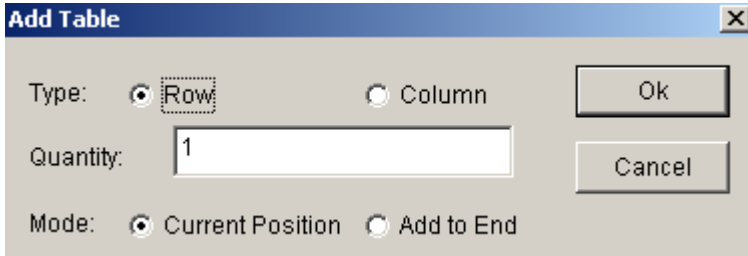 Add Table
Type: Row Column Ok
Quantity: 1
Cancel
Mode: Current Position Add to End